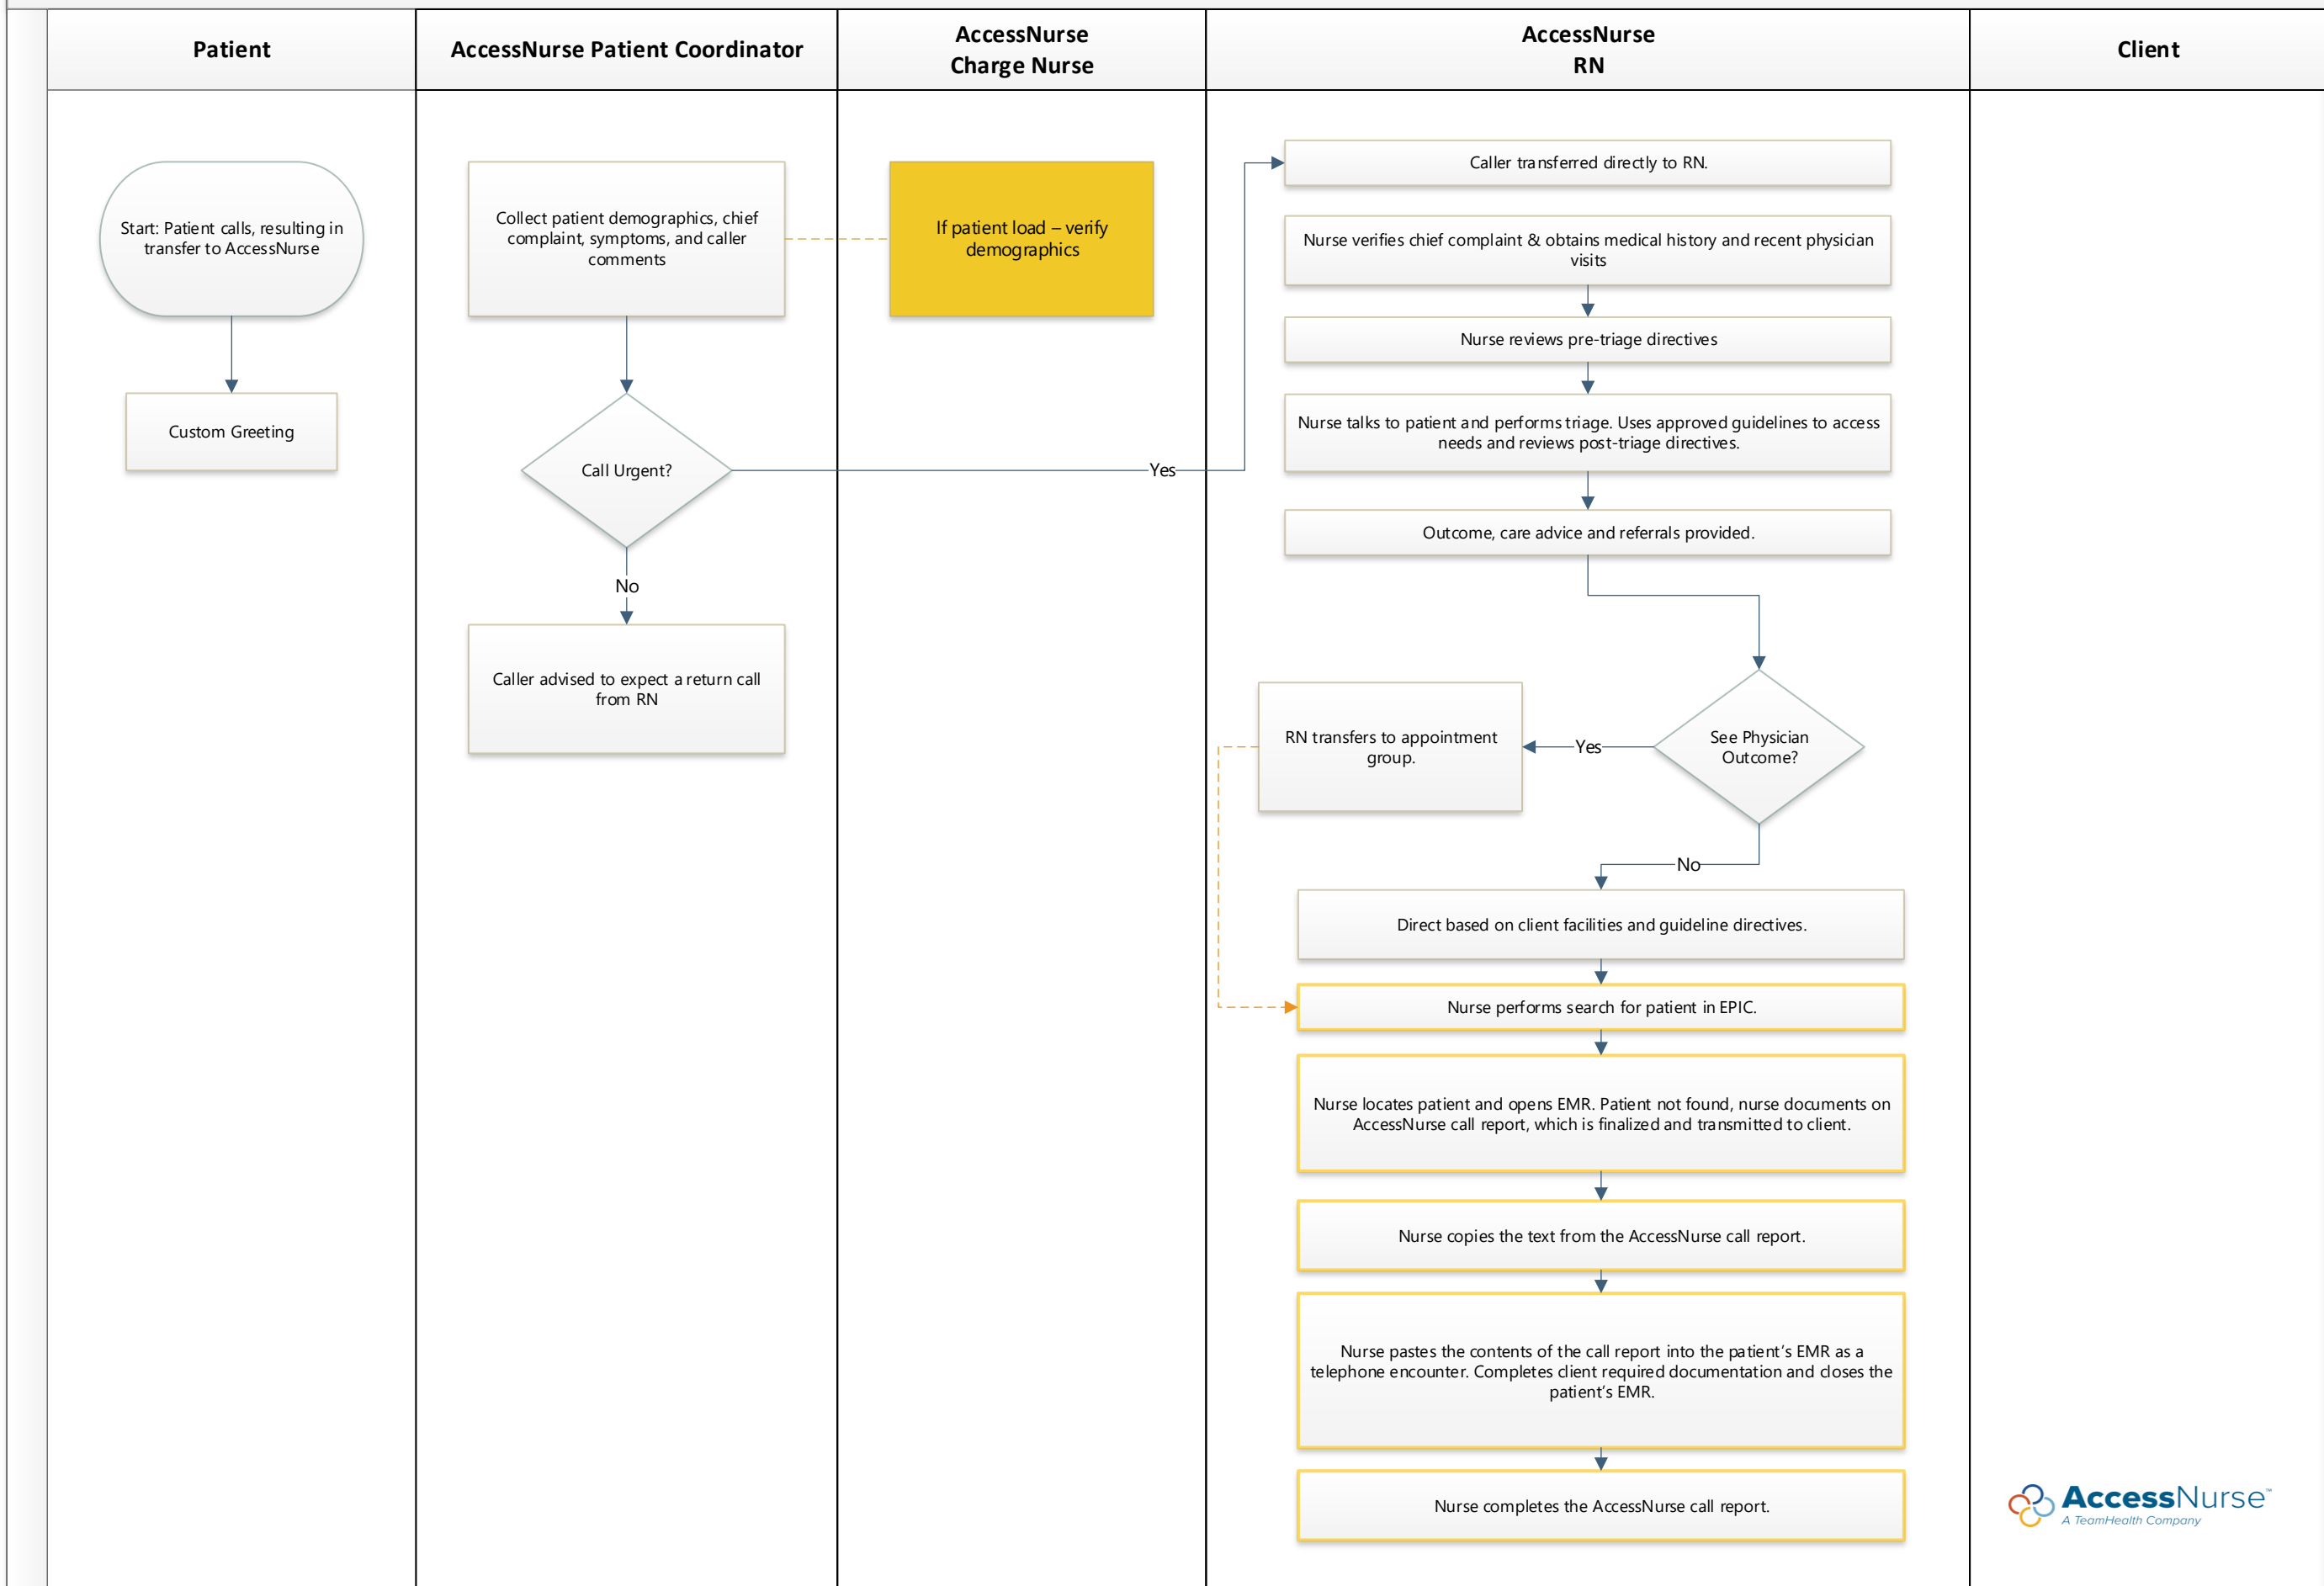 Patient
AccessNurse Patient Coordinator
AccessNurse
Charge Nurse
AccessNurse
RN
Client
Start: Patient calls, resulting in
transfer to AccessNurse
Custom Greeting
Collect patient demographics, chief
complaint, symptoms, and caller
comments
Call Urgent?
Yes
No
Caller advised to expect a return call
from RN
If patient load – verify
demographics
Caller transferred directly to RN.
Nurse verifies chief complaint & obtains medical history and recent physician
visits
Nurse reviews pre-triage directives
Nurse talks to patient and performs triage. Uses approved guidelines to access
needs and reviews post-triage directives.
Outcome, care advice and referrals provided.
See Physician
Outcome?
Yes
RN transfers to appointment
group.
No
Direct based on client facilities and guideline directives.
Nurse performs search for patient in EPIC.
Nurse locates patient and opens EMR. Patient not found, nurse documents on
AccessNurse call report, which is finalized and transmitted to client.
Nurse copies the text from the AccessNurse call report.
Nurse pastes the contents of the call report into the patient’s EMR as a
telephone encounter. Completes client required documentation and closes the
patient’s EMR.
Nurse completes the AccessNurse call report.
AccessNurse™
A TeamHealth Company